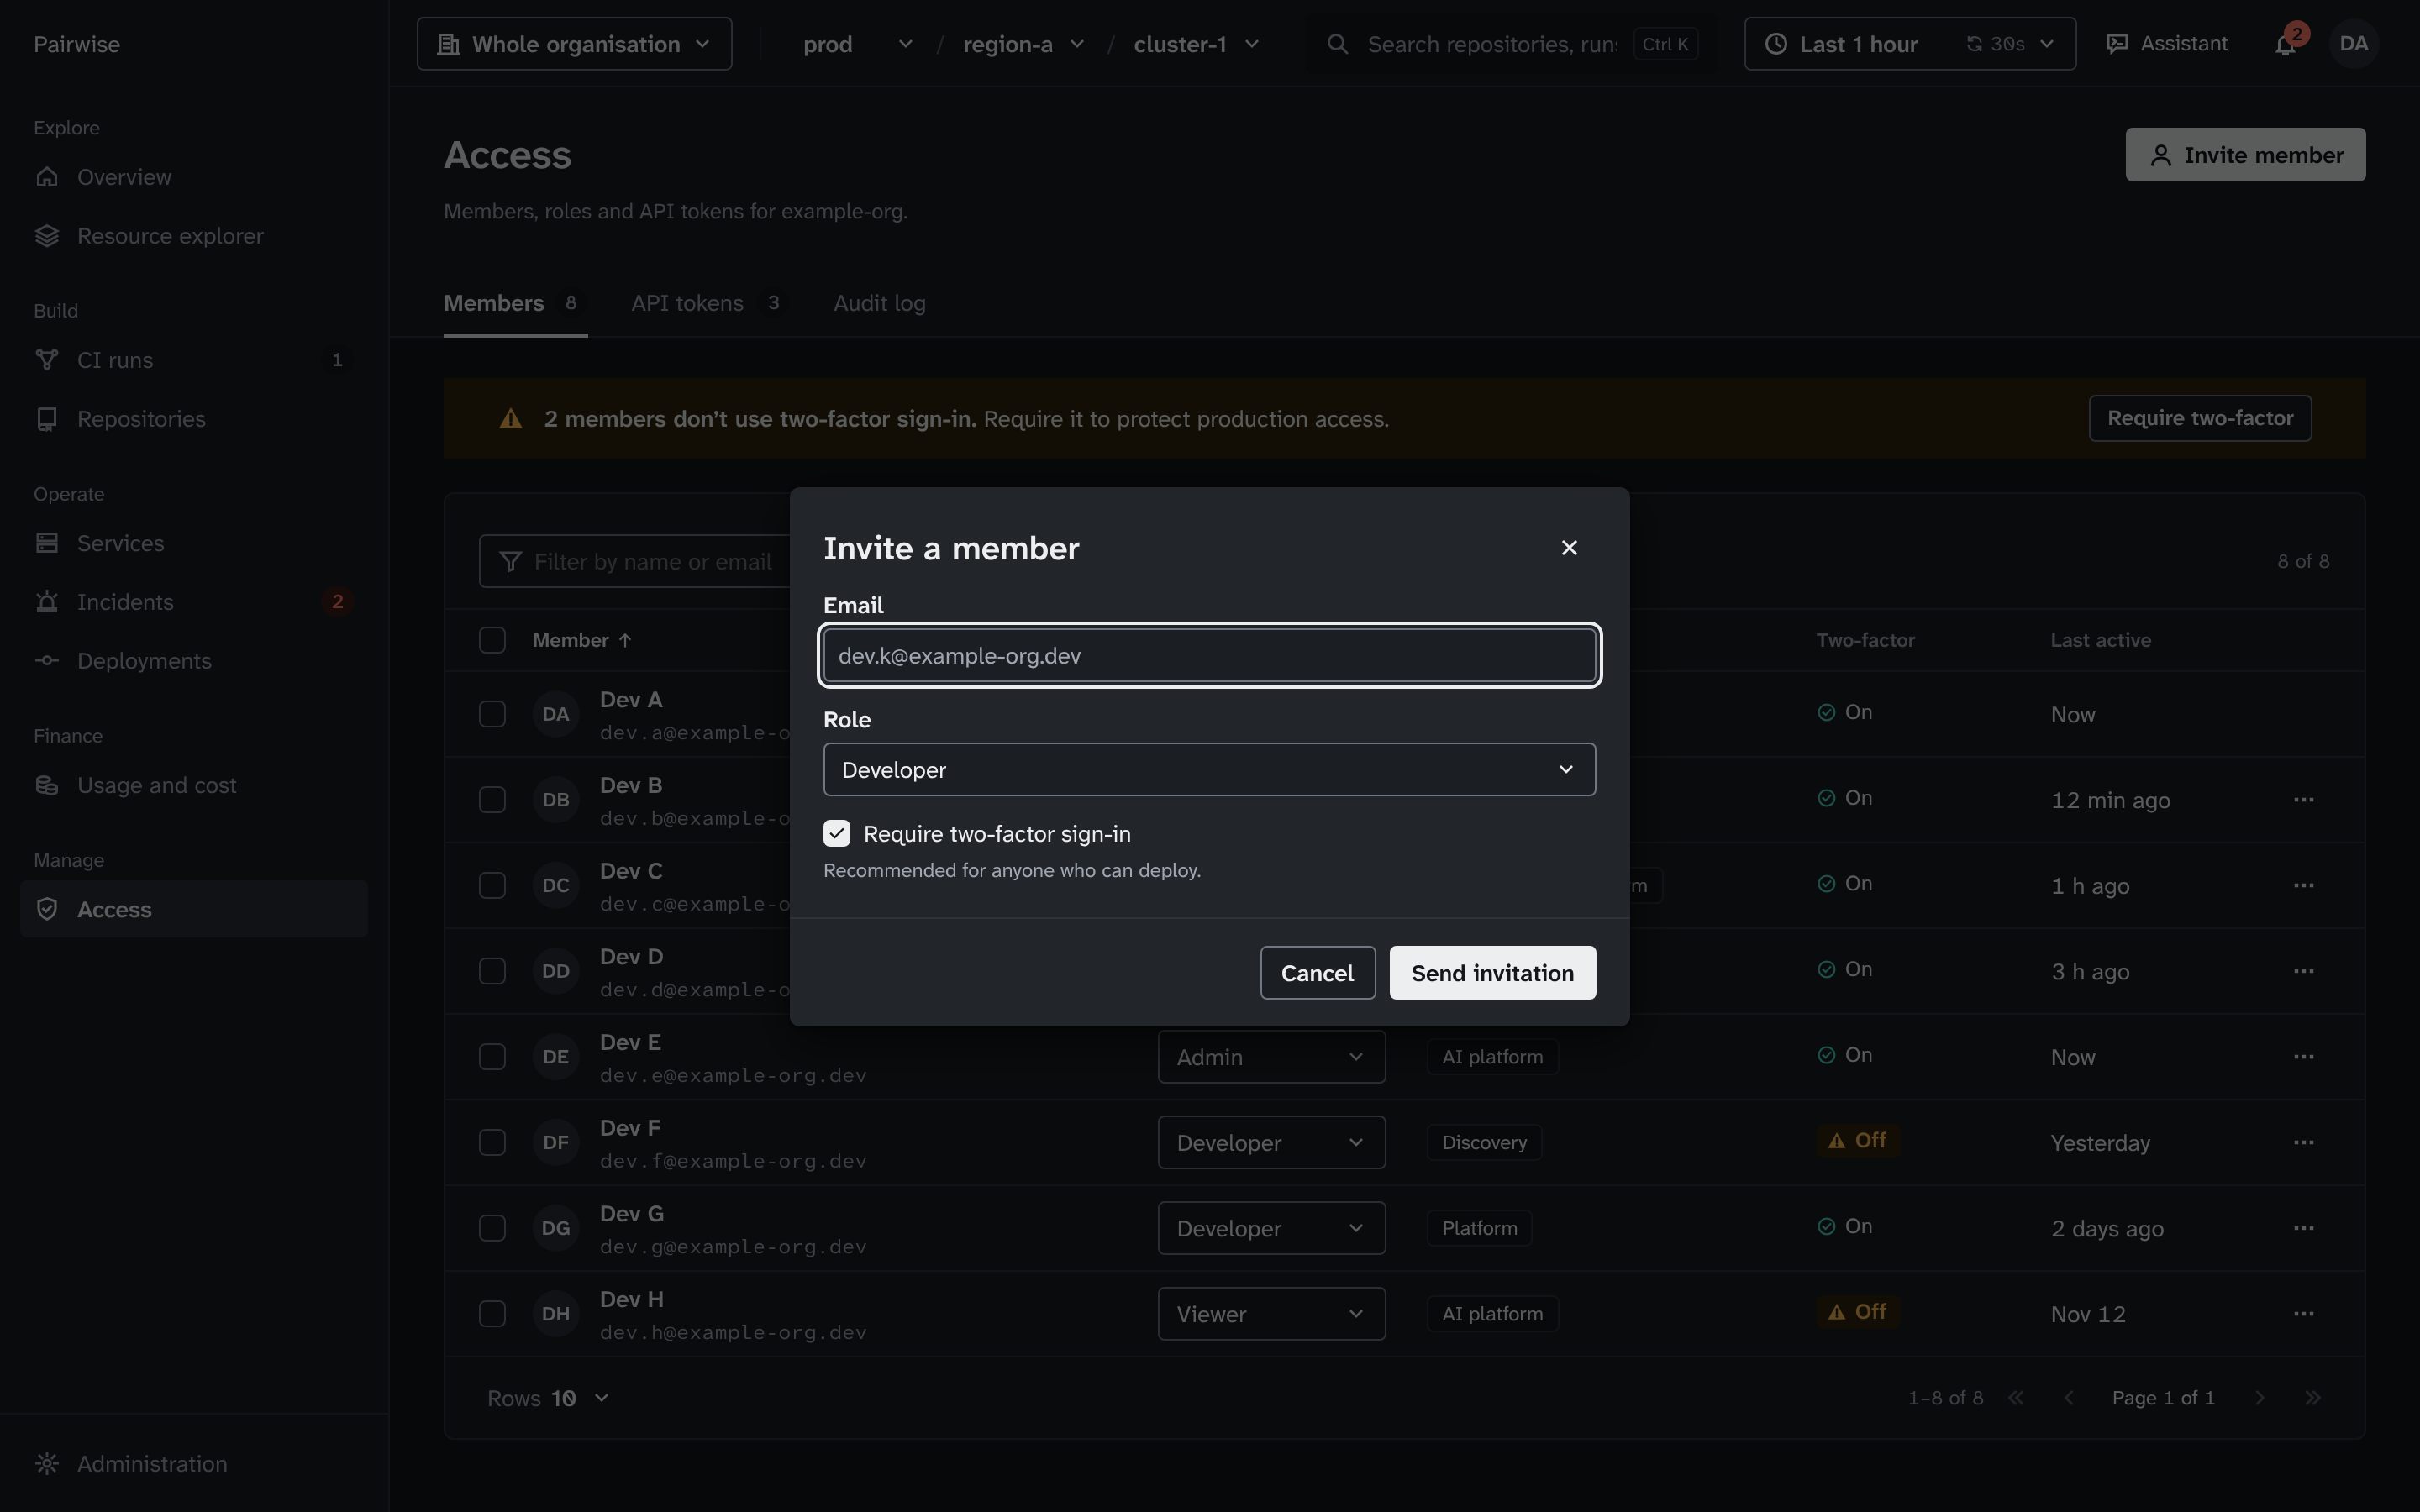 Pairwise
Whole organisation
prod / region-a / cluster-1
Search repositories, run
Ctrl K
Last 1 hour
30s
Assistant
2
DA
Explore
Overview
Resource explorer
Build
CI runs 1
Repositories
Operate
Services
Incidents 2
Deployments
Finance
Usage and cost
Manage
Access
Administration
Access
Invite member
Members, roles and API tokens for example-org.
Members 8 API tokens 3 Audit log
2 members don’t use two-factor sign-in. Require it to protect production access.
Require two-factor
Filter by name or email
8 of 8
Member ↑ Two-factor Last active
DA Dev A On Now
dev.a@example-o
DB Dev B On 12 min ago
dev.b@example-o
DC Dev C m On 1 h ago
dev.c@example-o
DD Dev D On 3 h ago
dev.d@example-o
DE Dev E Admin AI platform On Now
dev.e@example-org.dev
DF Dev F Developer Discovery Off Yesterday
dev.f@example-org.dev
DG Dev G Developer Platform On 2 days ago
dev.g@example-org.dev
DH Dev H Viewer AI platform Off Nov 12
dev.h@example-org.dev
Rows 10
1–8 of 8 Page 1 of 1
Invite a member
Email
dev.k@example-org.dev
Role
Developer
Require two-factor sign-in
Recommended for anyone who can deploy.
Cancel
Send invitation